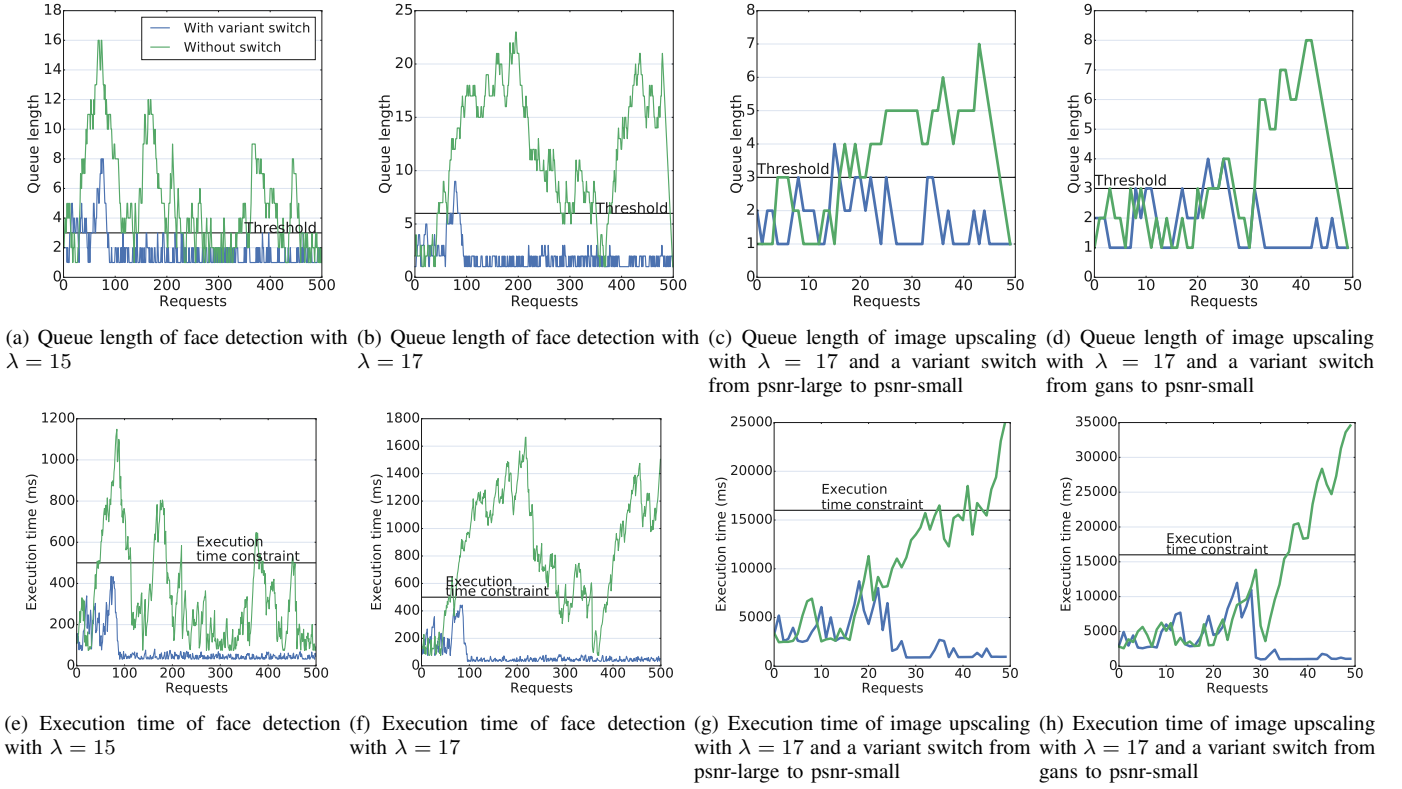 18
16
14
12
10
8
6
4
2
0
Queue length
With variant switch
Without switch
Threshold
0 100 200 300 400 500
Requests
25
20
15
10
5
0
Queue length
Threshold
0 100 200 300 400 500
Requests
9
8
7
6
5
4
3
2
1
0
Queue length
Threshold
0 10 20 30 40 50
Requests
9
8
7
6
5
4
3
2
1
0
Queue length
Threshold
0 10 20 30 40 50
Requests
(a) Queue length of face detection with
λ = 15
(b) Queue length of face detection with
λ = 17
(c) Queue length of image upscaling
with λ = 17 and a variant switch
from psnr-large to psnr-small
(d) Queue length of image upscaling
with λ = 17 and a variant switch
from gans to psnr-small
1200
1000
800
600
400
200
0
Execution time (ms)
Execution
time constraint
0 100 200 300 400 500
Requests
1800
1600
1400
1200
1000
800
600
400
200
0
Execution time (ms)
Execution
time constraint
0 100 200 300 400 500
Requests
25000
20000
15000
10000
5000
0
Execution time (ms)
Execution
time constraint
0 10 20 30 40 50
Requests
35000
30000
25000
20000
15000
10000
5000
0
Execution time (ms)
Execution
time constraint
0 10 20 30 40 50
Requests
(e) Execution time of face detection
with λ = 15
(f) Execution time of face detection
with λ = 17
(g) Execution time of image upscaling
with λ = 17 and a variant switch from
psnr-large to psnr-small
(h) Execution time of image upscaling
with λ = 17 and a variant switch from
gans to psnr-small